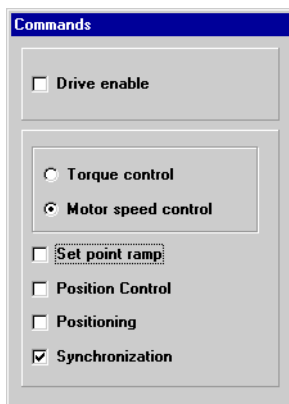 Commands
Drive enable
Torque control
Motor speed control
Set point ramp
Position Control
Positioning
Synchronization